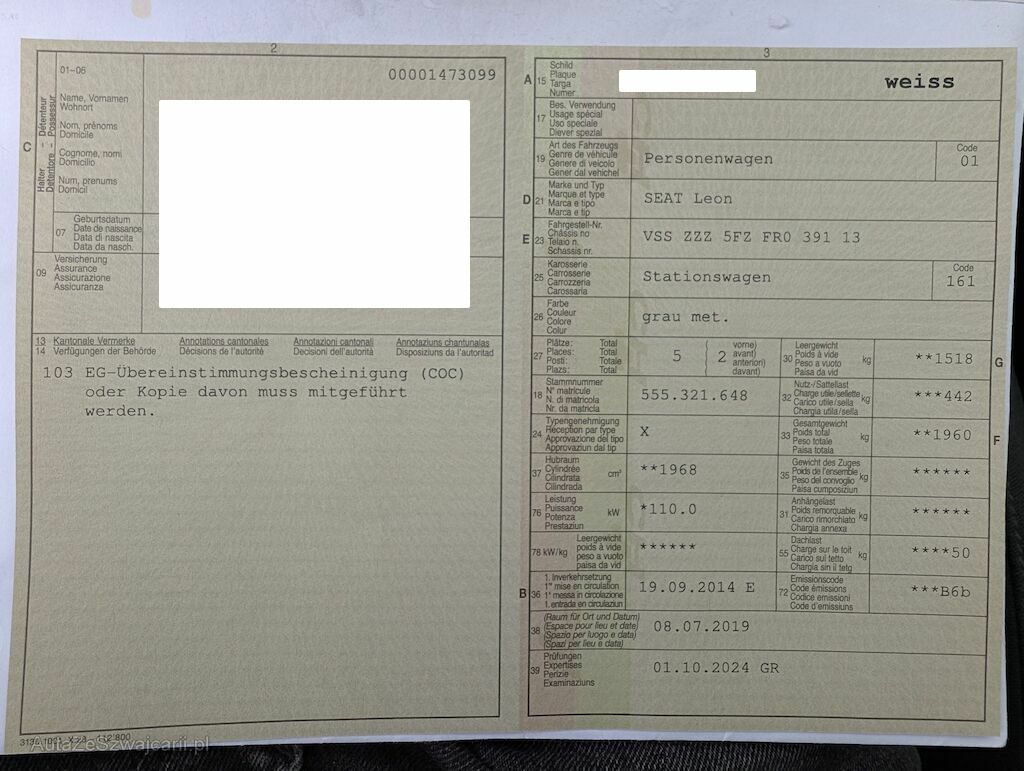 2
01-06
00001473099
C
Halter - Détenteur
Detentore - Possessur
Name, Vornamen
Wohnort
Nom, prénoms
Domicile
Cognome, nomi
Domicilio
Num, prenums
Domicil
07
Geburtsdatum
Date de naissance
Data di nascita
Data da nasch.
09
Versicherung
Assurance
Assicurazione
Assicuranza
13 Kantonale Vermerke Annotations cantonales Annotazioni cantonali Annotaziuns chantunalas
14 Verfügungen der Behörde Décisions de l'autorité Decisioni dell'autorità Disposiziuns da l'autoritad
103 EG-Übereinstimmungsbescheinigung (COC)
oder Kopie davon muss mitgeführt
werden.
AutaZeSzwajcarii.pl
3
A 15
Schild
Plaque
Targa
Numer
weiss
17
Bes. Verwendung
Usage spécial
Uso speciale
Diever spezial
19
Art des Fahrzeugs
Genre de véhicule
Genere di veicolo
Gener dal vehichel
Personenwagen
Code
01
D 21
Marke und Typ
Marque et type
Marca e tipo
Marca e tip
SEAT Leon
E 23
Fahrgestell-Nr.
Châssis no
Telaio n.
Schassis nr.
VSS ZZZ 5FZ FR0 391 13
25
Karosserie
Carrosserie
Carrozzeria
Carossaria
Stationswagen
Code
161
26
Farbe
Couleur
Colore
Colur
grau met.
27
Plätze: Total
Places: Total
Posti: Totale
Plazs: Total
5
( 2
vorne)
avant)
anteriori)
davant)
30
Leergewicht
Poids à vide
Peso a vuoto
Paisa da vid
kg
**1518
G
18
Stammnummer
N° matricule
N. di matricola
Nr. da matricla
555.321.648
32
Nutz-/Sattellast
Charge utile/sellette
Carico utile/sella
Chargia utila/sella
kg
***442
24
Typengenehmigung
Réception par type
Approvazione del tipo
Approvaziun dal tip
X
33
Gesamtgewicht
Poids total
Peso totale
Paisa totala
kg
**1960
F
37
Hubraum
Cylindrée
Cilindrata
Cilindrada
cm³
**1968
35
Gewicht des Zuges
Poids de l'ensemble
Peso del convoglio
Paisa cumposiziun
kg
******
76
Leistung
Puissance
Potenza
Prestaziun
kW
*110.0
31
Anhängelast
Poids remorquable
Carico rimorchiato
Chargia annexa
kg
******
78 kW/kg
Leergewicht
poids à vide
peso a vuoto
paisa da vid
******
55
Dachlast
Charge sur le toit
Carico sul tetto
Chargia sin il tetg
kg
****50
B 36
1. Inverkehrsetzung
1re mise en circulation
1a messa in circolazione
1. entrada en circulaziun
19.09.2014 E
72
Emissionscode
Code émissions
Codice emissioni
Code d'emissiuns
***B6b
38
(Raum für Ort und Datum)
(Espace pour lieu et date)
(Spazio per luogo e data)
(Spazi per lieu e data)
08.07.2019
39
Prüfungen
Expertises
Perizie
Examinaziuns
01.10.2024 GR